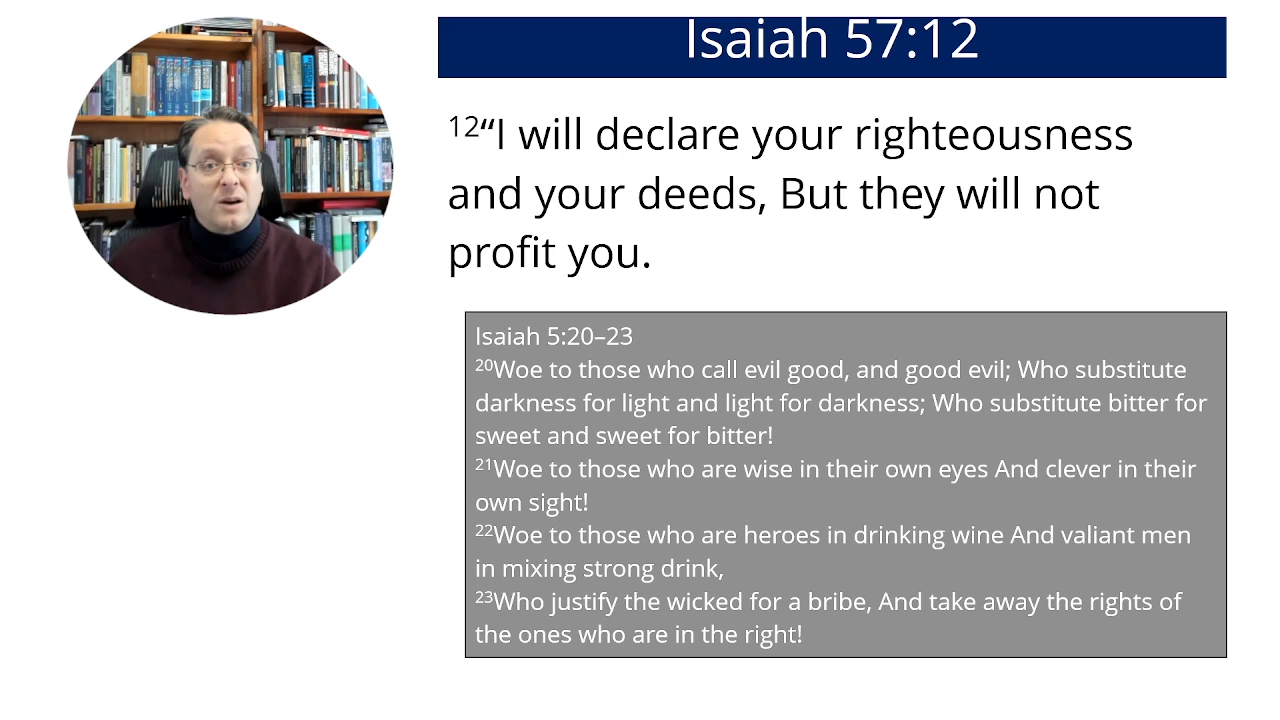 Isaiah 57:12
12“I will declare your righteousness
and your deeds, But they will not
profit you.
Isaiah 5:20–23
20Woe to those who call evil good, and good evil; Who substitute
darkness for light and light for darkness; Who substitute bitter for
sweet and sweet for bitter!
21Woe to those who are wise in their own eyes And clever in their
own sight!
22Woe to those who are heroes in drinking wine And valiant men
in mixing strong drink,
23Who justify the wicked for a bribe, And take away the rights of
the ones who are in the right!